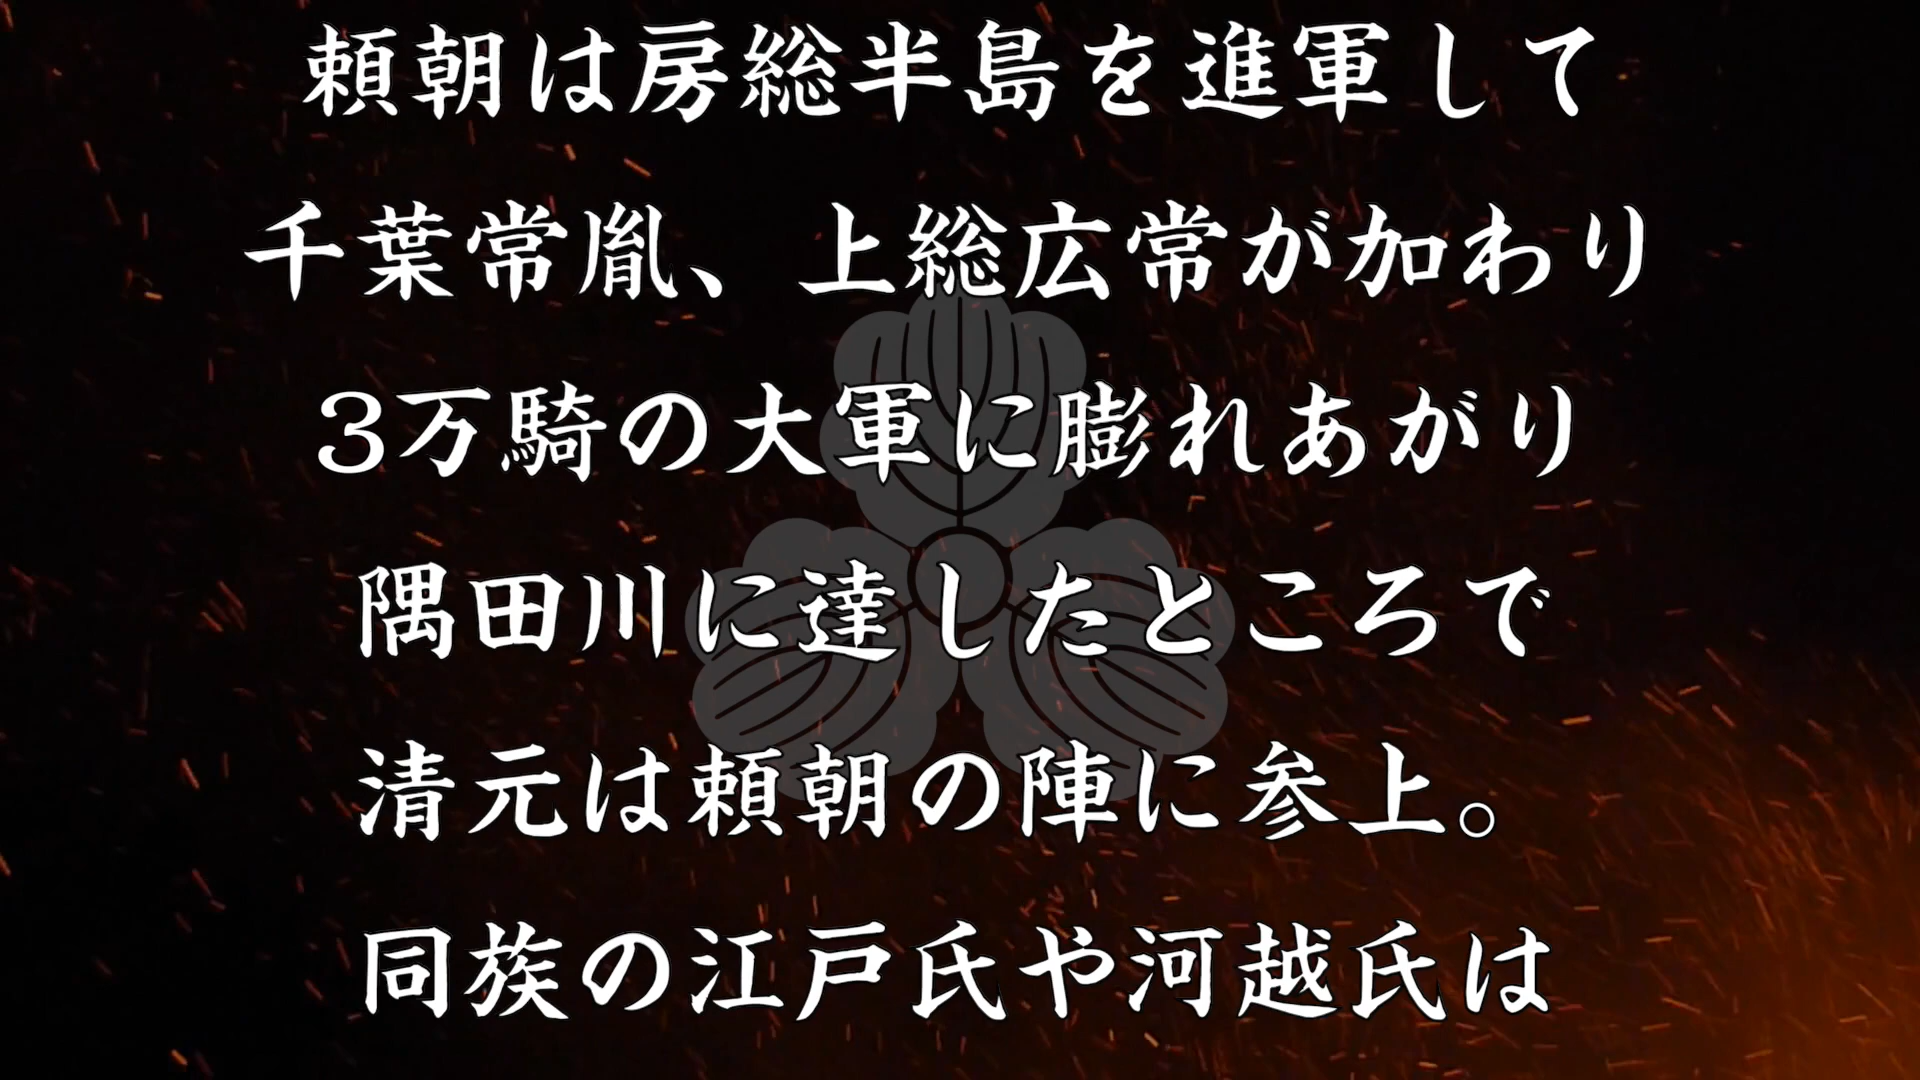 頼朝は房総半島を進軍して
千葉常胤、上総広常が加わり
3万騎の大軍に膨れあがり
隅田川に達したところで
清元は頼朝の陣に参上。
同族の江戸氏や河越氏は